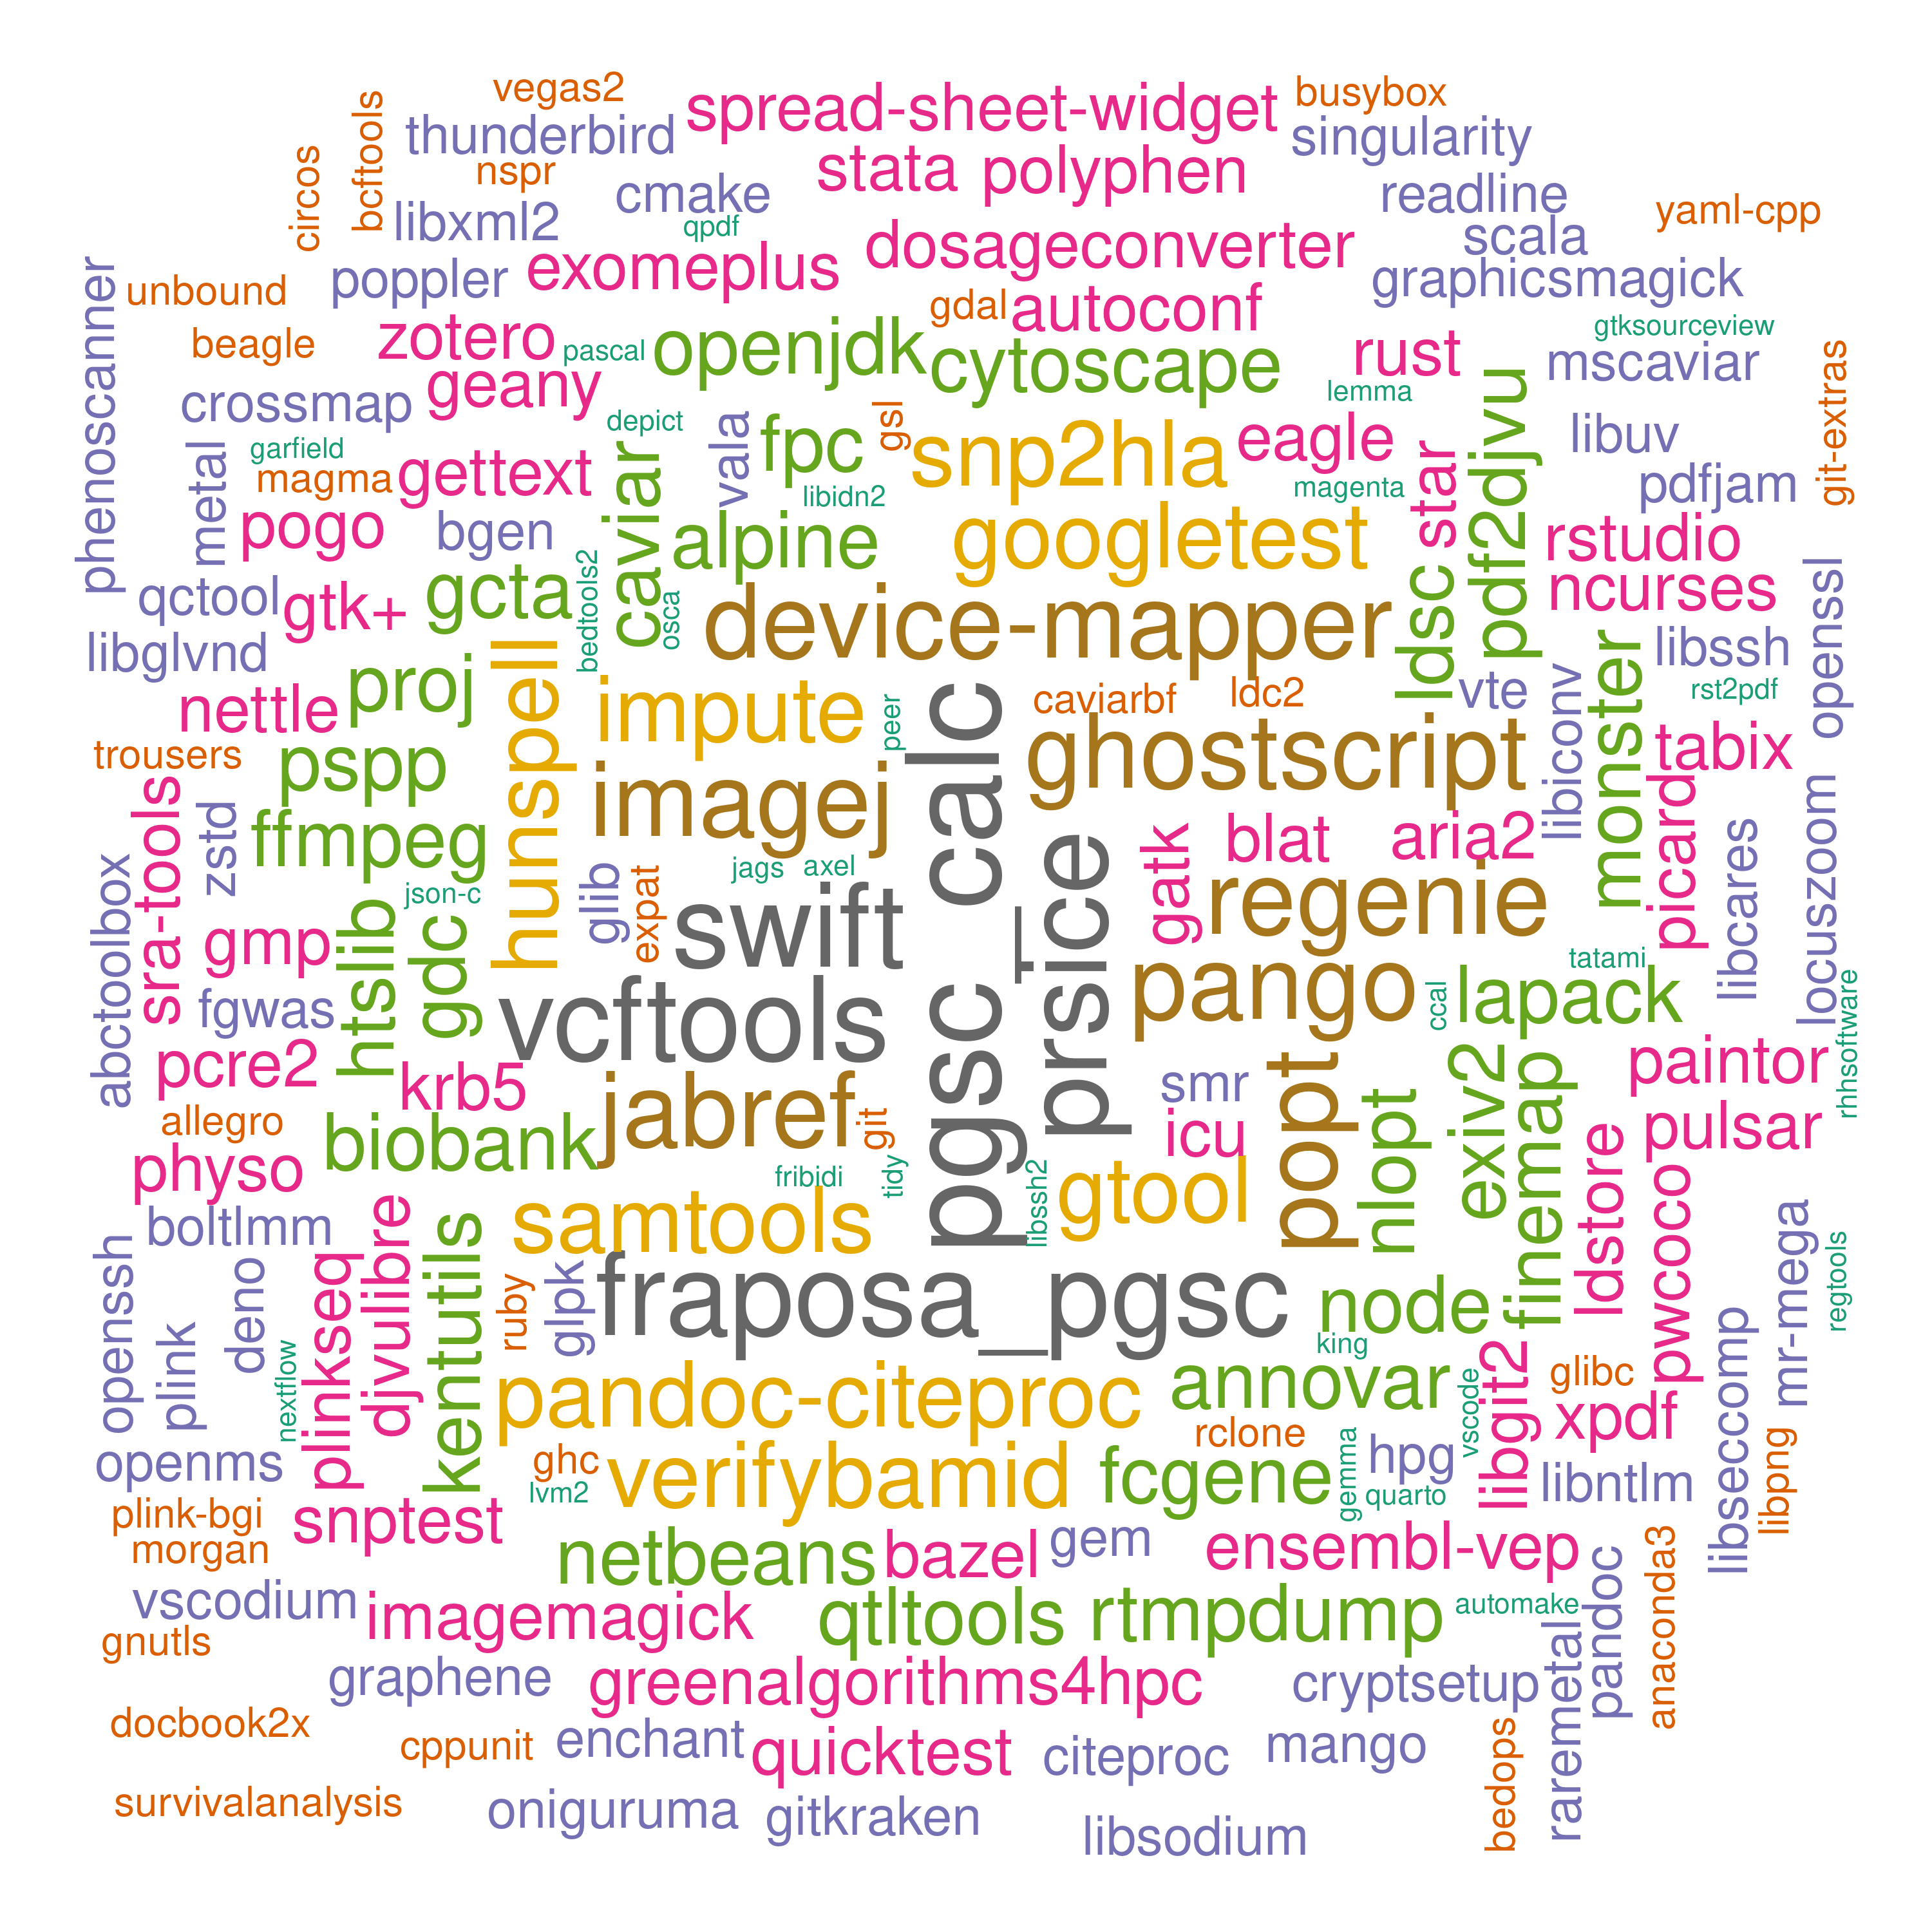 vegas2
spread-sheet-widget
busybox
bcftools
thunderbird
singularity
circos
nspr
stata
polyphen
cmake
readline
libxml2
qpdf
yaml-cpp
scala
dosageconverter
phenoscanner
unbound
poppler
exomeplus
graphicsmagick
gdal
autoconf
beagle
zotero
pascal
openjdk
cytoscape
rust
gtksourceview
mscaviar
git-extras
crossmap
geany
lemma
depict
vala
fpc
gsl
snp2hla
eagle
star
pdf2djvu
libuv
garfield
metal
magma
gettext
caviar
libidn2
magenta
pdfjam
pogo
bgen
alpine
googletest
ldsc
rstudio
qctool
gtk+
gcta
bedtools2
osca
device-mapper
ncurses
openssl
libglvnd
hunspell
libssh
nettle
proj
impute
peer
pgsc_calc
caviarbf
ldc2
vte
libiconv
monster
rst2pdf
trousers
pspp
imagej
ghostscript
tabix
sra-tools
zstd
ffmpeg
prsice
gatk
blat
aria2
picard
libcares
locuszoom
abctoolbox
json-c
glib
expat
jags
axel
swift
regenie
gmp
htslib
gdc
tatami
fgwas
vcftools
pango
ccal
lapack
rhhsoftware
pcre2
krb5
jabref
smr
popt
nlopt
exiv2
finemap
paintor
allegro
git
icu
pulsar
physo
biobank
fribidi
tidy
libssh2
gtool
ldstore
pwcoco
boltlmm
samtools
mr-mega
openssh
plink
deno
nextflow
plinkseq
djvulibre
kentutils
ruby
glpk
fraposa_pgsc
node
king
regtools
libseccomp
pandoc-citeproc
annovar
vscode
libgit2
glibc
xpdf
openms
ghc
lvm2
verifybamid
rclone
fcgene
gemma
hpg
quarto
libntlm
libpng
plink-bgi
snptest
morgan
netbeans
bazel
gem
ensembl-vep
anaconda3
pandoc
vscodium
imagemagick
qtltools
rtmpdump
automake
gnutls
graphene
greenalgorithms4hpc
cryptsetup
raremetal
docbook2x
cppunit
enchant
quicktest
citeproc
mango
bedops
survivalanalysis
oniguruma
gitkraken
libsodium